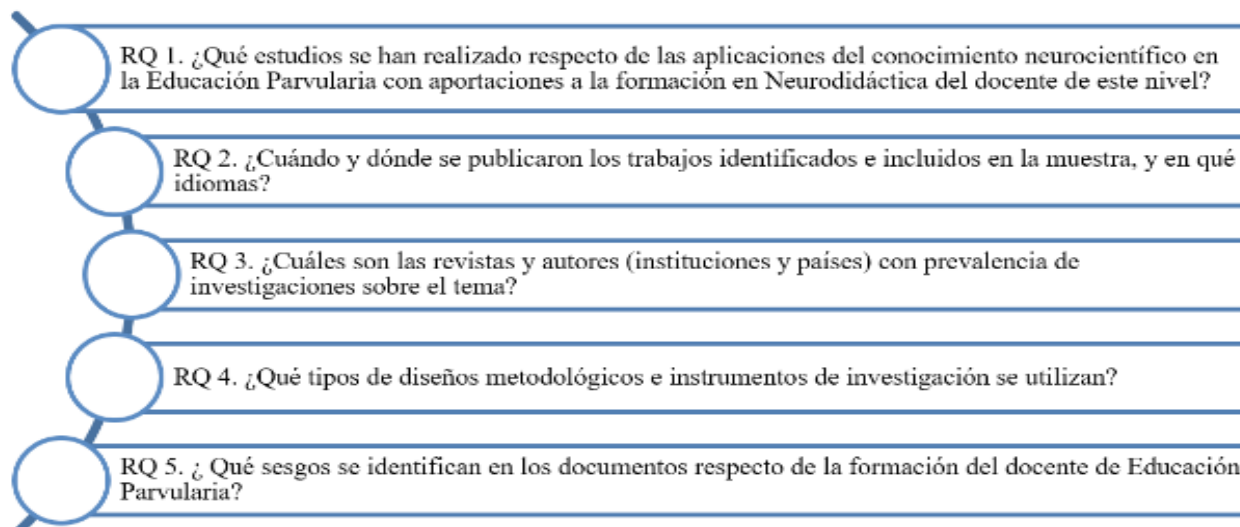 RQ 1. ¿Qué estudios se han realizado respecto de las aplicaciones del conocimiento neurocientífico en
la Educación Parvularia con aportaciones a la formación en Neurodidáctica del docente de este nivel?
RQ 2. ¿Cuándo y dónde se publicaron los trabajos identificados e incluidos en la muestra, y en qué
idiomas?
RQ 3. ¿Cuáles son las revistas y autores (instituciones y países) con prevalencia de
investigaciones sobre el tema?
RQ 4. ¿Qué tipos de diseños metodológicos e instrumentos de investigación se utilizan?
RQ 5. ¿ Qué sesgos se identifican en los documentos respecto de la formación del docente de Educación
Parvularia?